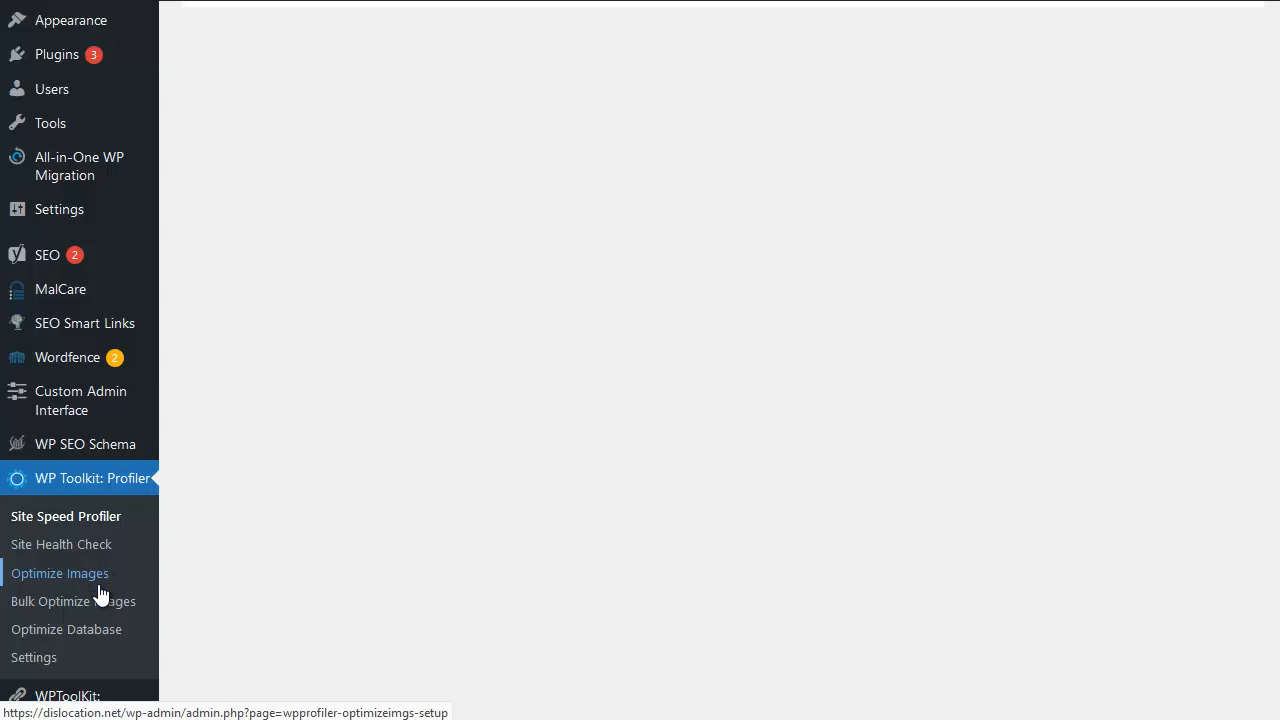 Appearance
Plugins 3
Users
Tools
All-in-One WP
Migration
Settings
SEO 2
MalCare
SEO Smart Links
Wordfence 2
Custom Admin
Interface
WP SEO Schema
WP Toolkit: Profiler
Site Speed Profiler
Site Health Check
Optimize Images
Bulk Optimize Images
Optimize Database
Settings
WPToolKit:
https://dislocation.net/wp-admin/admin.php?page=wpprofiler-optimizeimgs-setup